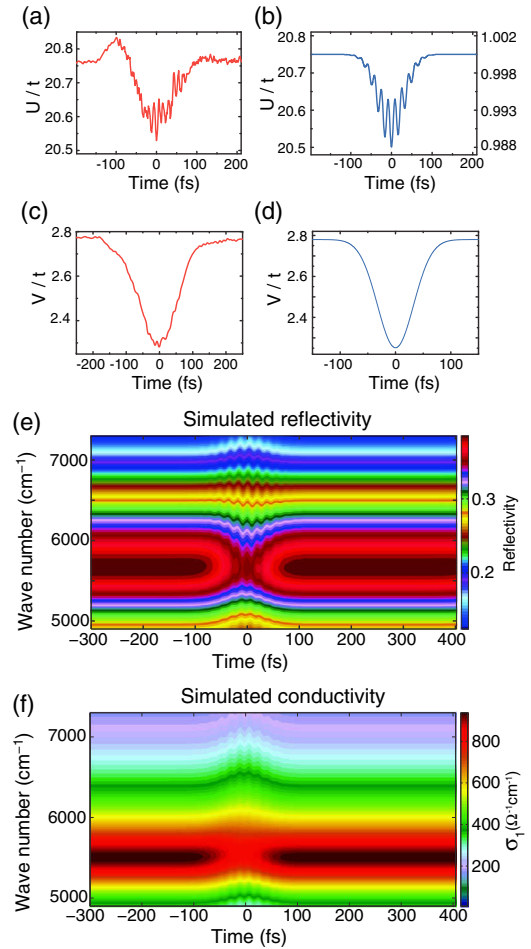 (a)
(b)
20.8
20.7
20.6
20.5
U / t
-100
0
100
200
Time (fs)
20.8
20.7
20.6
20.5
U / t
1.002
0.998
0.993
0.988
-100
0
100
200
Time (fs)
(c)
(d)
2.8
2.6
2.4
V / t
-200
-100
0
100
200
Time (fs)
2.8
2.6
2.4
V / t
-100
0
100
Time (fs)
(e)
Simulated reflectivity
7000
6000
5000
Wave number (cm⁻¹)
−300
−200
−100
0
100
200
300
400
Time (fs)
0.3
0.2
Reflectivity
(f)
Simulated conductivity
7000
6000
5000
Wave number (cm⁻¹)
−300
−200
−100
0
100
200
300
400
Time (fs)
800
600
400
200
σ₁(Ω⁻¹cm⁻¹)